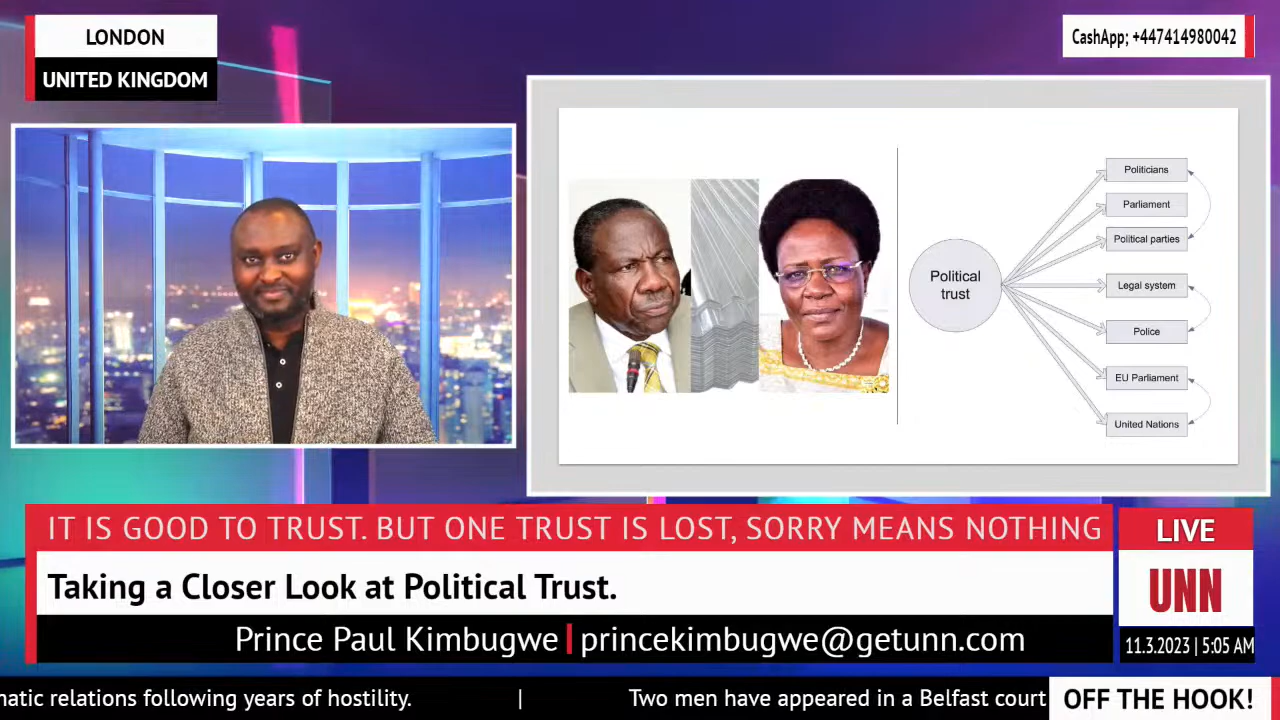 LONDON
UNITED KINGDOM
CashApp; +447414980042
Political
trust
Politicians
Parliament
Political parties
Legal system
Police
EU Parliament
United Nations
IT IS GOOD TO TRUST. BUT ONE TRUST IS LOST, SORRY MEANS NOTHING
Taking a Closer Look at Political Trust.
Prince Paul Kimbugwe | princekimbugwe@getunn.com
LIVE
UNN
11.3.2023 | 5:05 AM
natic relations following years of hostility. | Two men have appeared in a Belfast court
OFF THE HOOK!